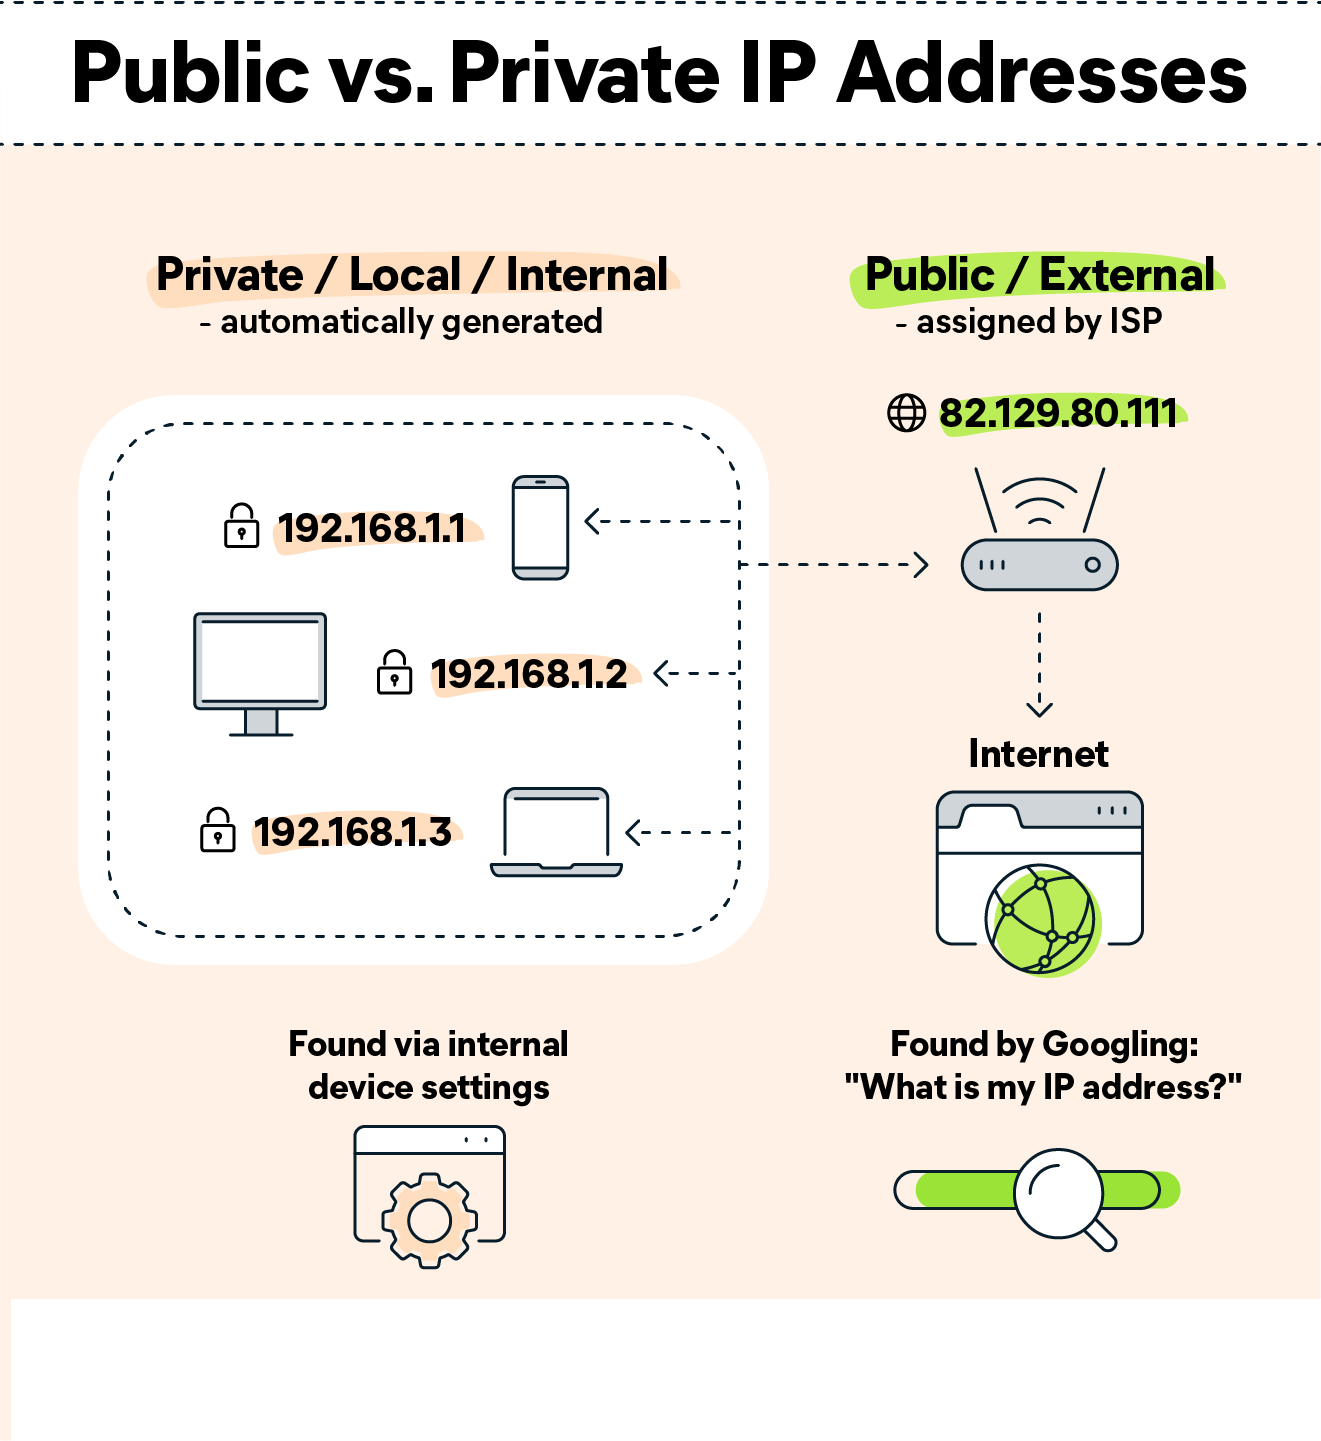 Public vs. Private IP Addresses
Private / Local / Internal
- automatically generated
192.168.1.1
192.168.1.2
192.168.1.3
Found via internal
device settings
Public / External
- assigned by ISP
82.129.80.111
Internet
Found by Googling:
"What is my IP address?"